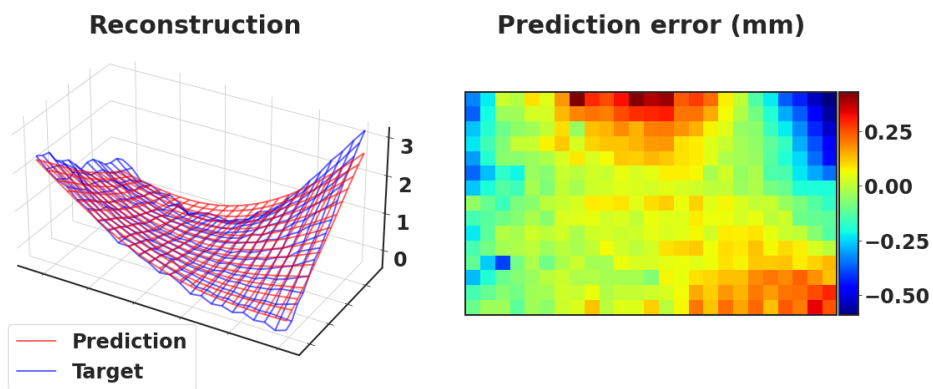 Reconstruction
Prediction error (mm)
3
2
1
0
Prediction
Target
0.25
0.00
−0.25
−0.50